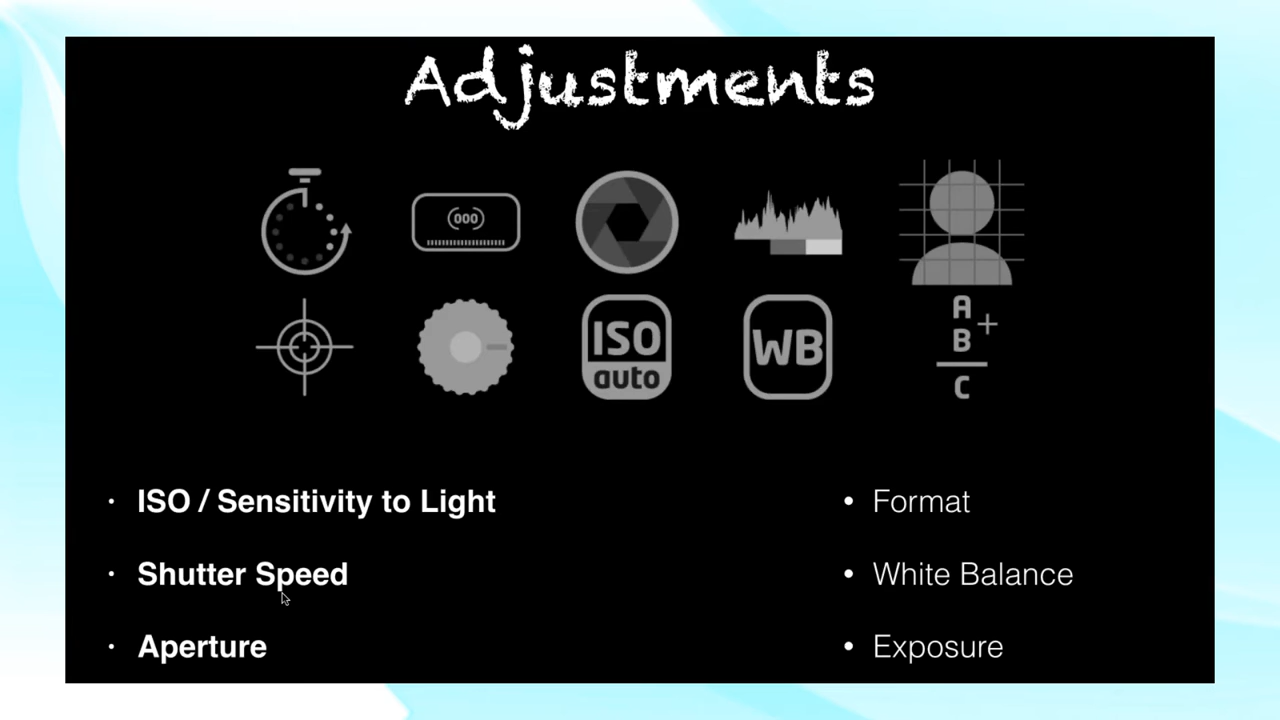 Adjustments
000
ISO
auto
WB
A
B
+
C
· ISO / Sensitivity to Light
· Shutter Speed
· Aperture
• Format
• White Balance
• Exposure